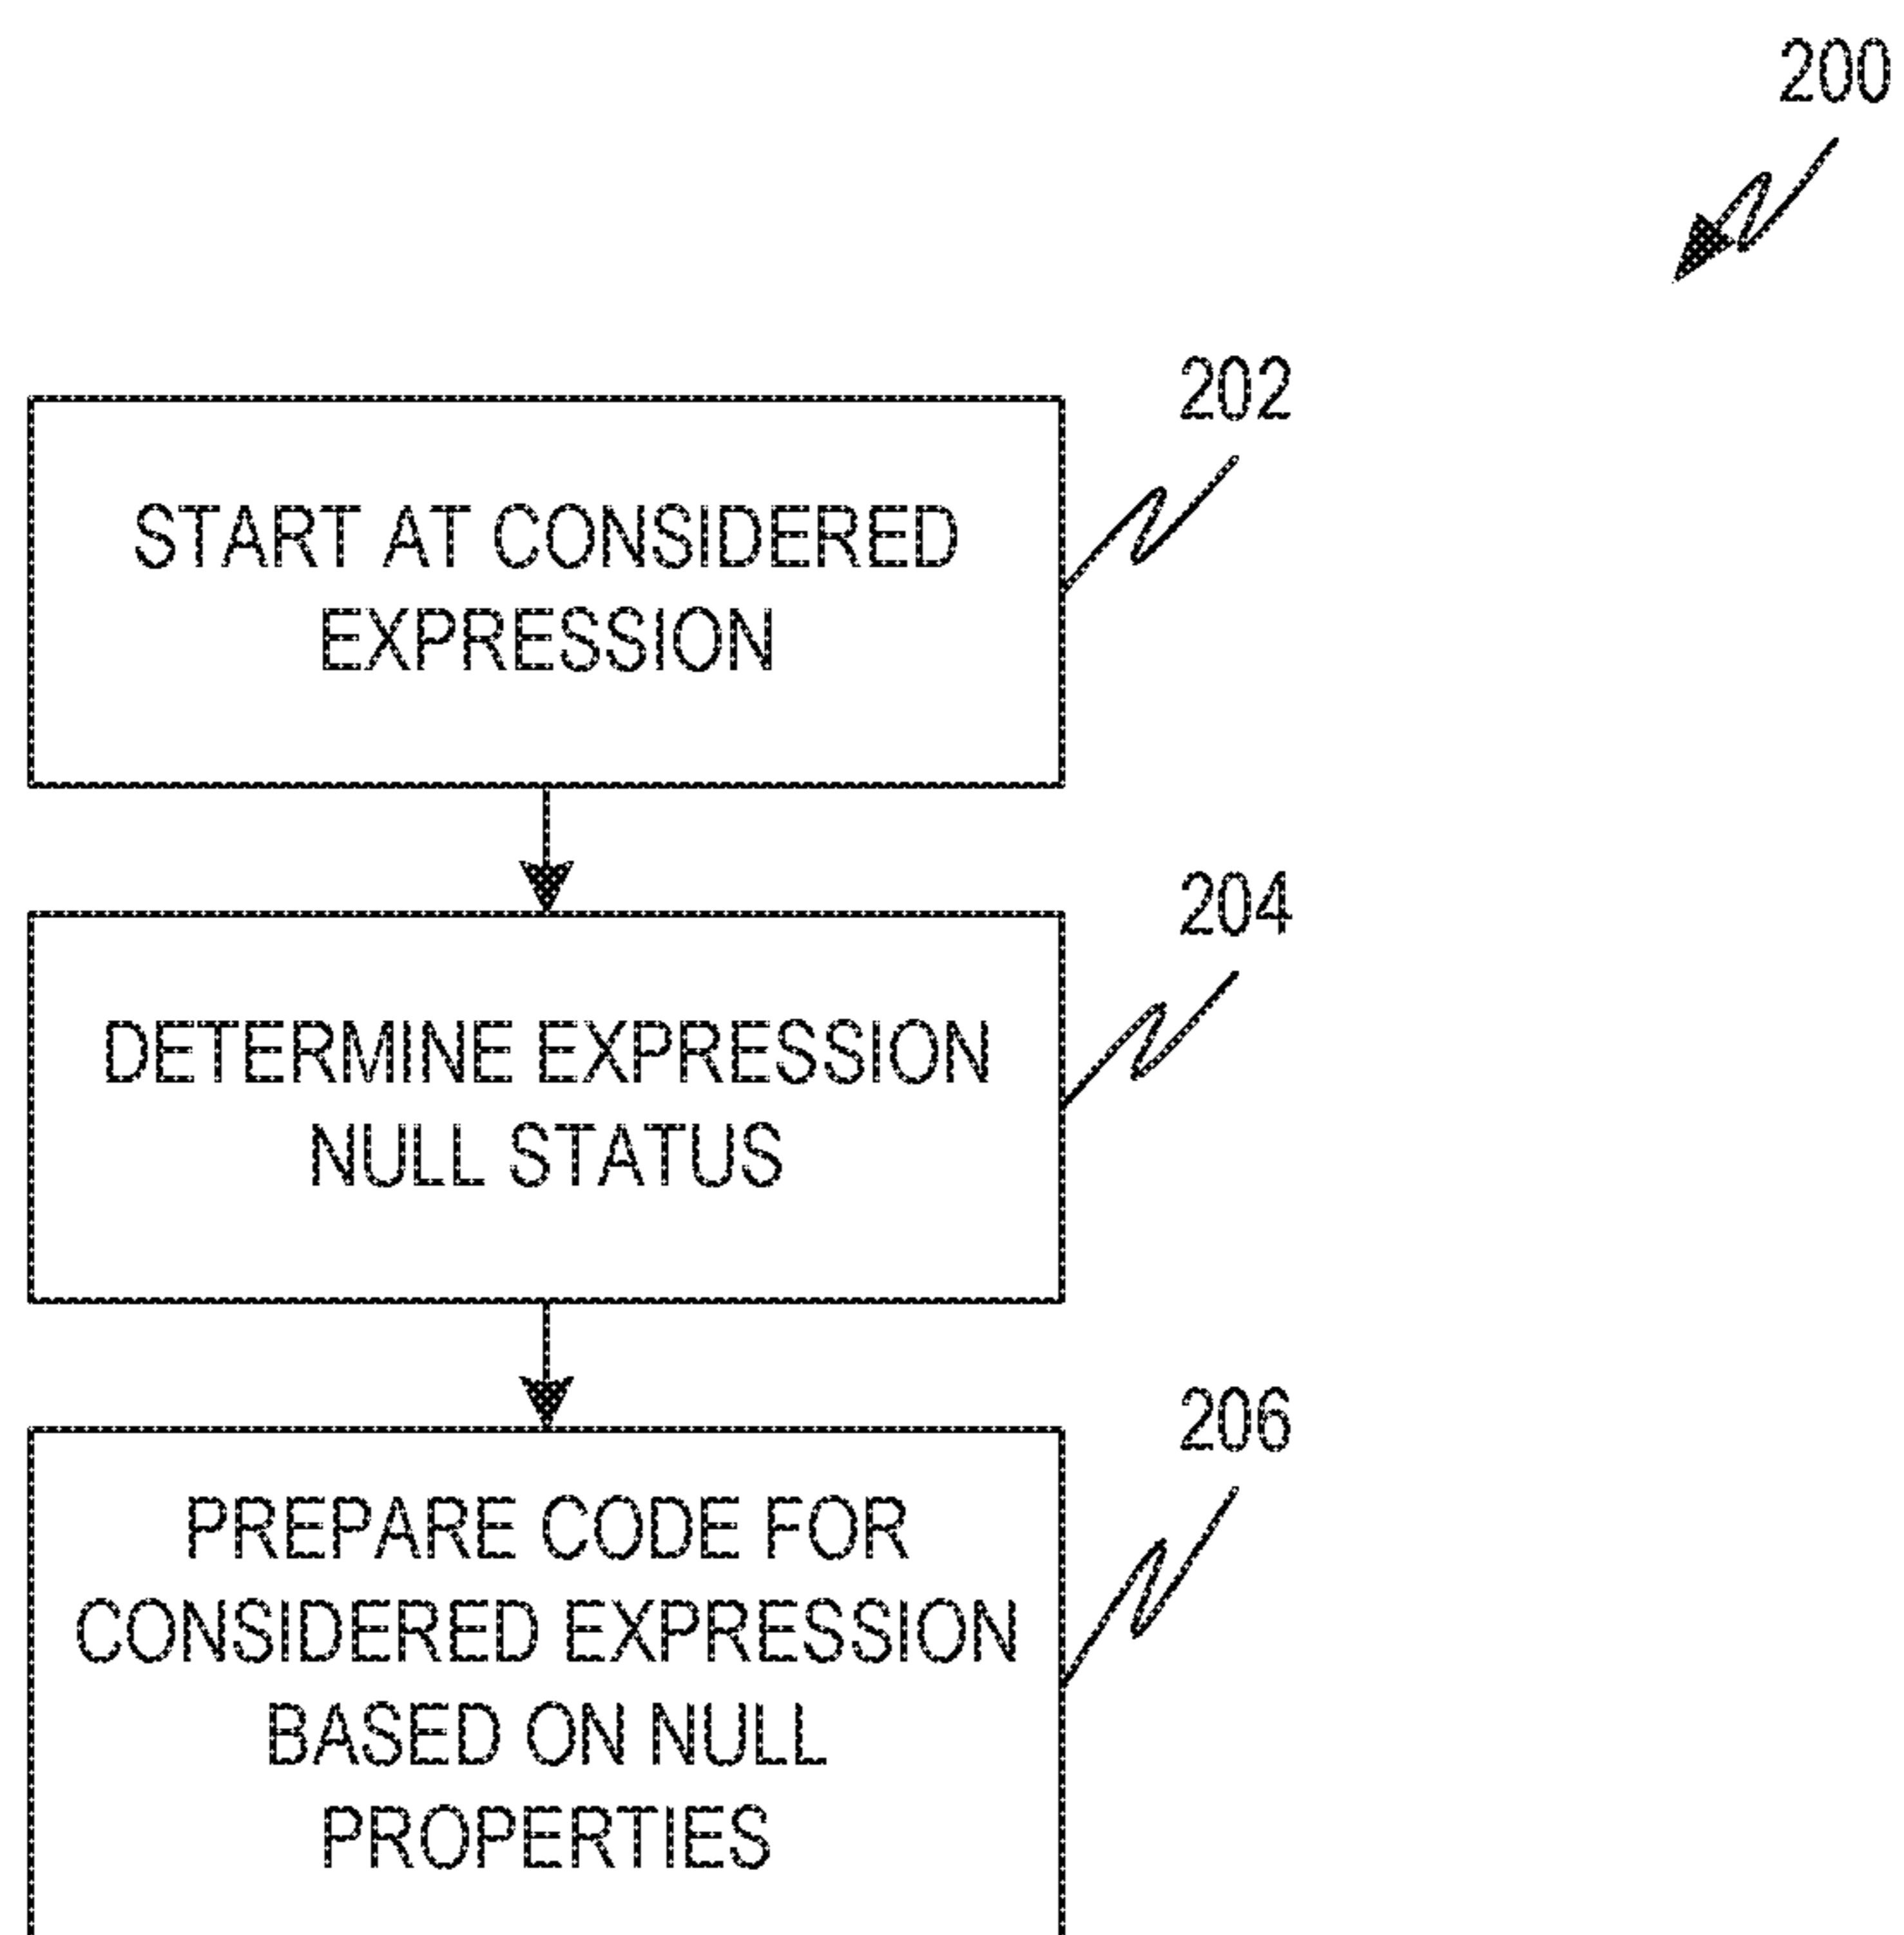 200
202
START AT CONSIDERED
EXPRESSION
204
DETERMINE EXPRESSION
NULL STATUS
206
PREPARE CODE FOR
CONSIDERED EXPRESSION
BASED ON NULL
PROPERTIES